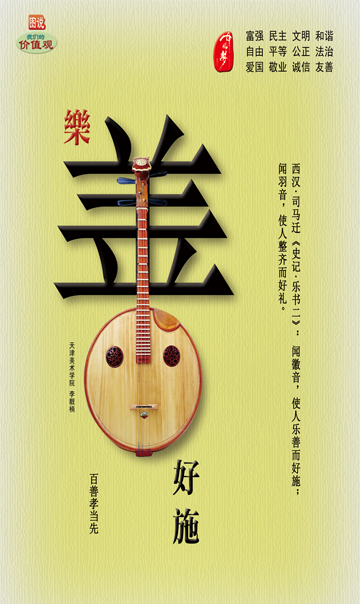 图说
我们的
价值观
富强 民主 文明 和谐
自由 平等 公正 法治
爱国 敬业 诚信 友善
樂
善
好施
西汉·司马迁《史记·乐书二》：闻徵音，使人乐善而好施；
闻羽音，使人整齐而好礼。
天津美术学院 李靓楠
百善孝当先